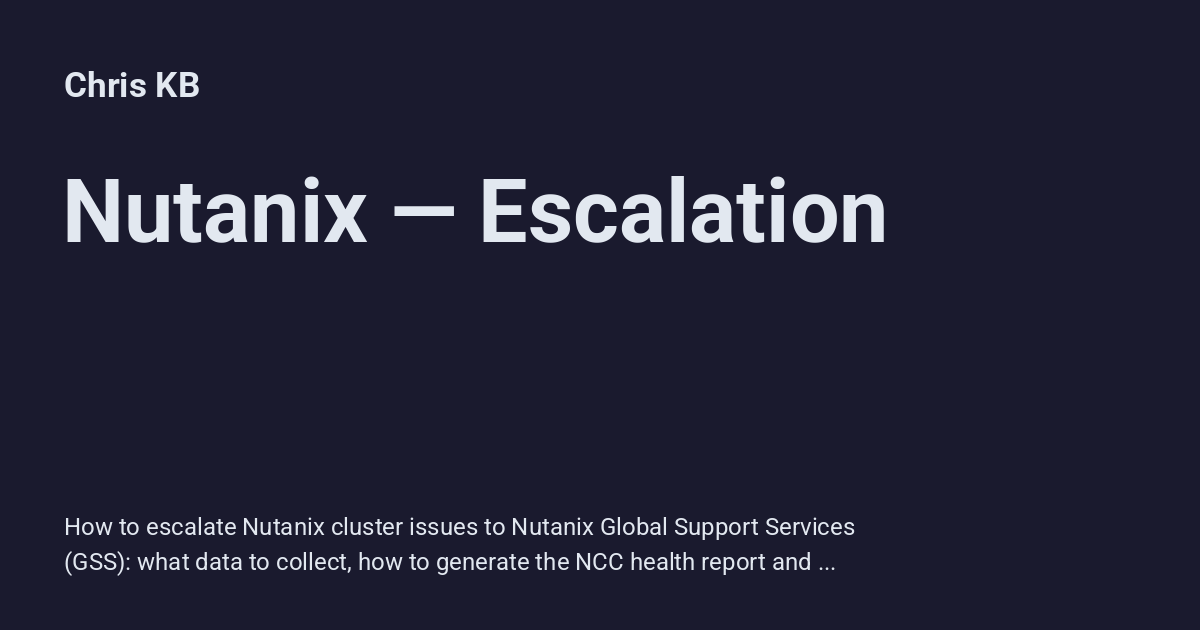 Chris KB
Nutanix — Escalation
How to escalate Nutanix cluster issues to Nutanix Global Support Services
(GSS): what data to collect, how to generate the NCC health report and ...